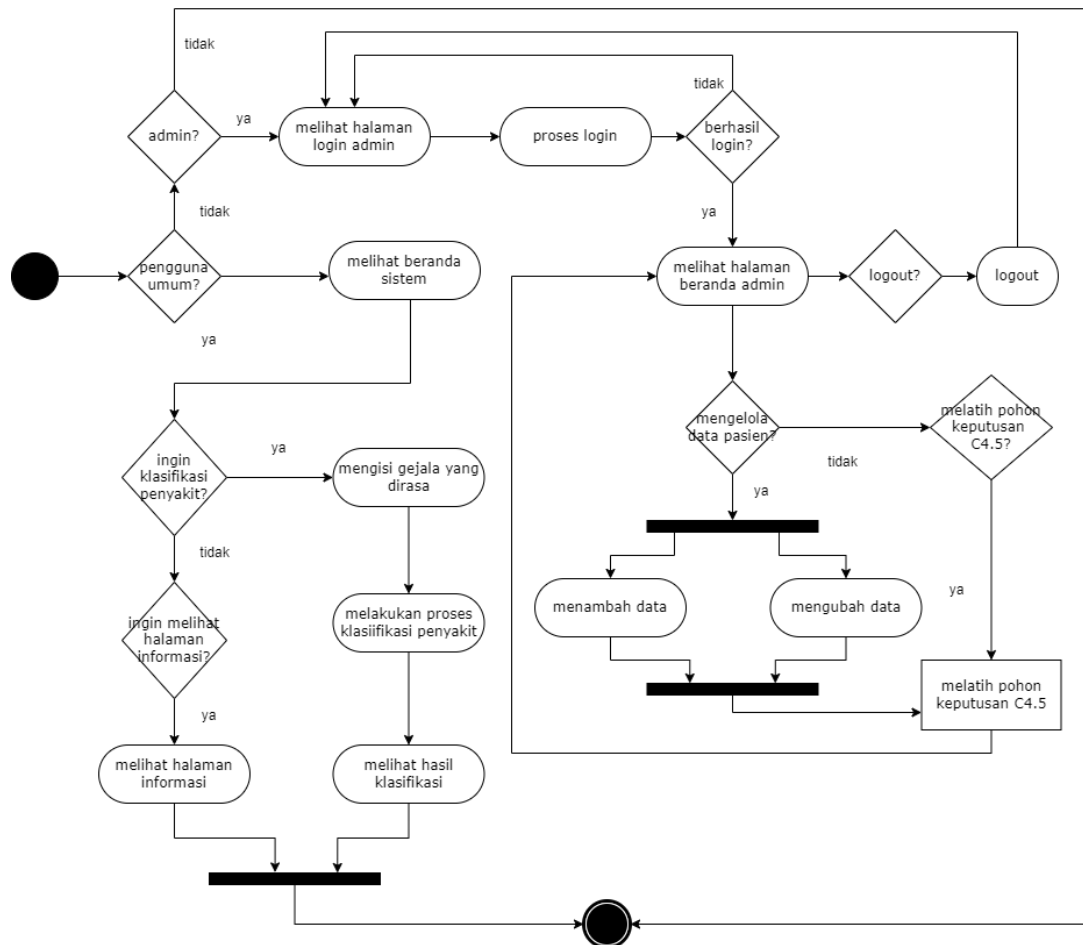 tidak
tidak
admin?
ya
melihat halaman
login admin
proses login
berhasil
login?
tidak
ya
pengguna
umum?
melihat beranda
sistem
melihat halaman
beranda admin
logout?
logout
ya
mengelola
data pasien?
melatih pohon
keputusan
C4.5?
ingin
klasifikasi
penyakit?
ya
mengisi gejala yang
dirasa
tidak
ya
tidak
menambah data
mengubah data
ya
ingin melihat
halaman
informasi?
melakukan proses
klasiifikasi penyakit
melatih pohon
keputusan C4.5
ya
melihat halaman
informasi
melihat hasil
klasifikasi